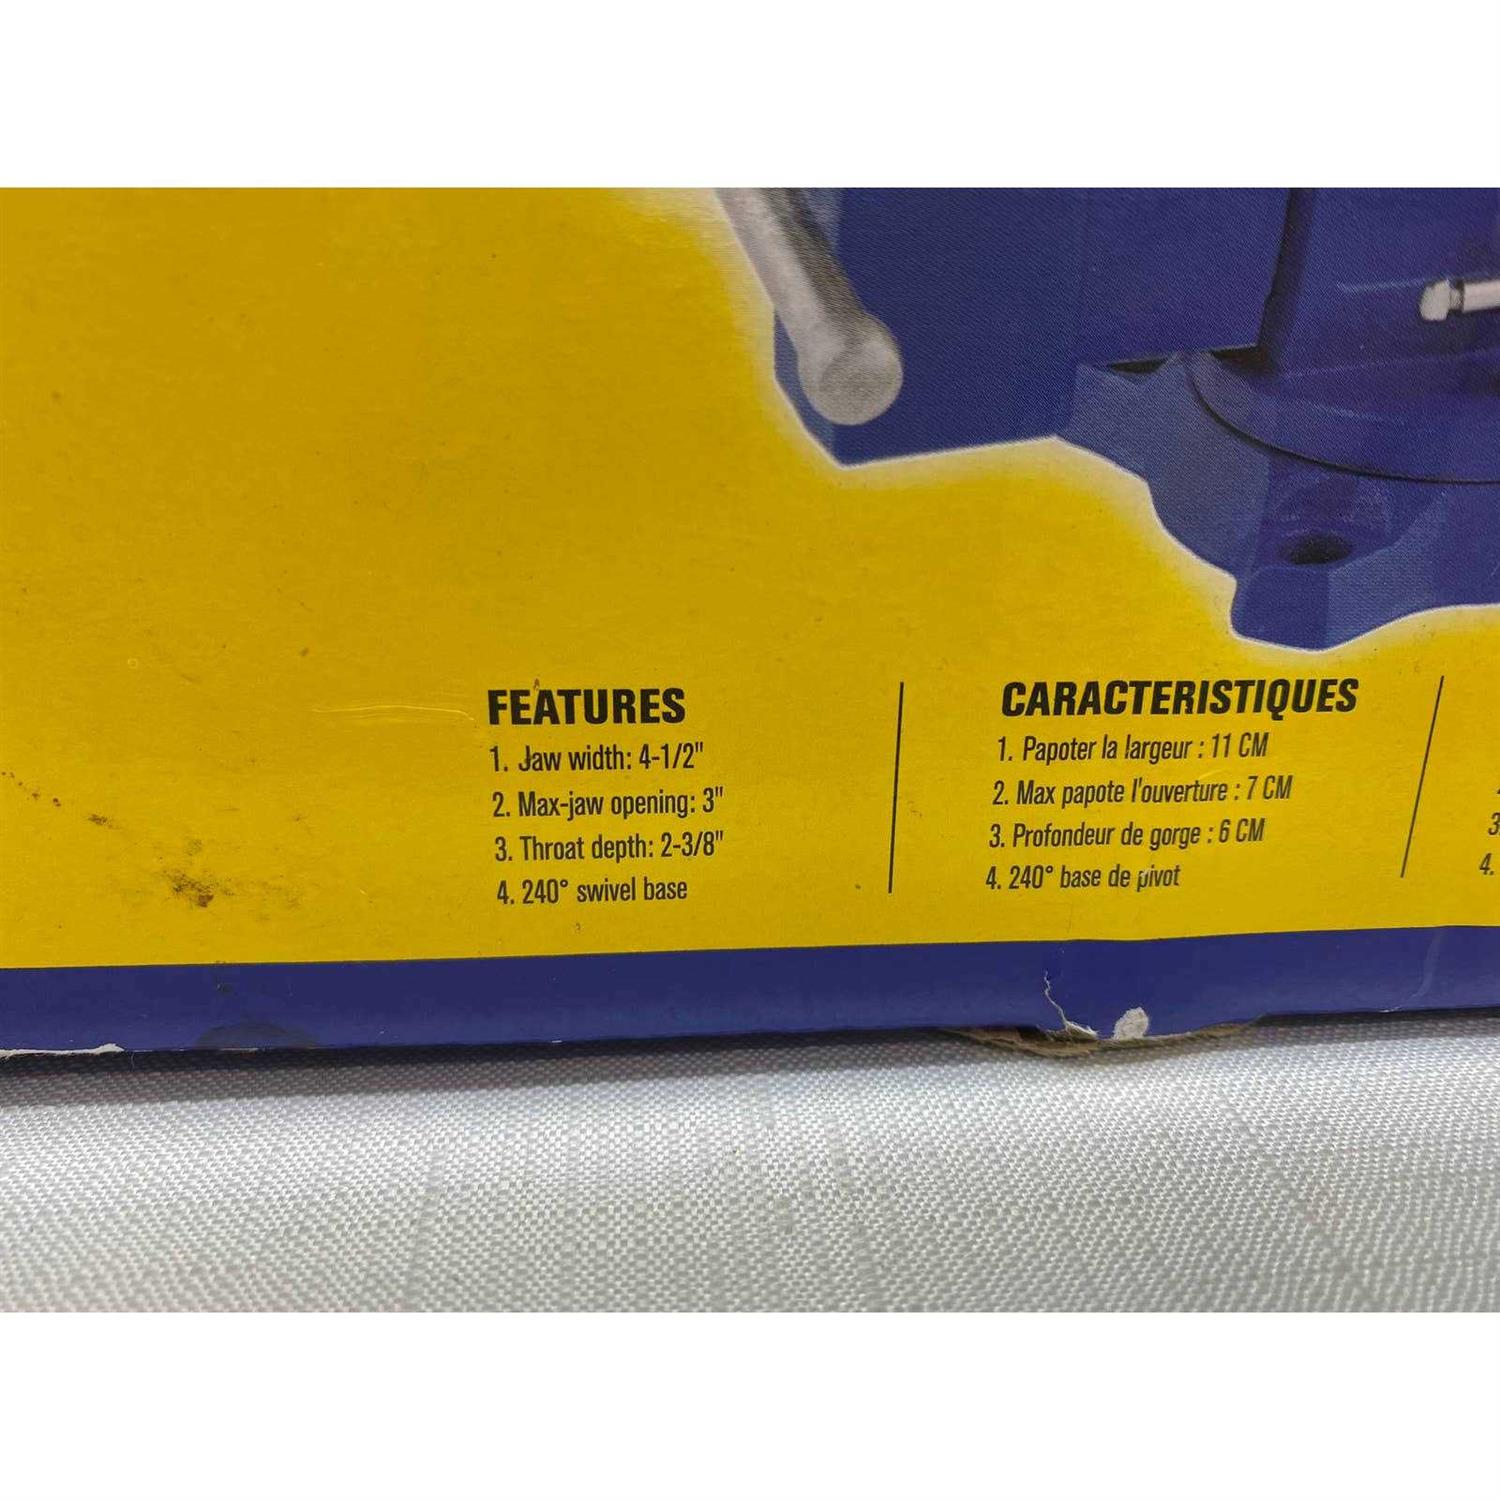 FEATURES
1. Jaw width: 4-1/2"
2. Max-jaw opening: 3"
3. Throat depth: 2-3/8"
4. 240° swivel base
CARACTERISTIQUES
1. Papoter la largeur : 11 CM
2. Max papote l'ouverture : 7 CM
3. Profondeur de gorge : 6 CM
4. 240° base de pivot
3.
4.